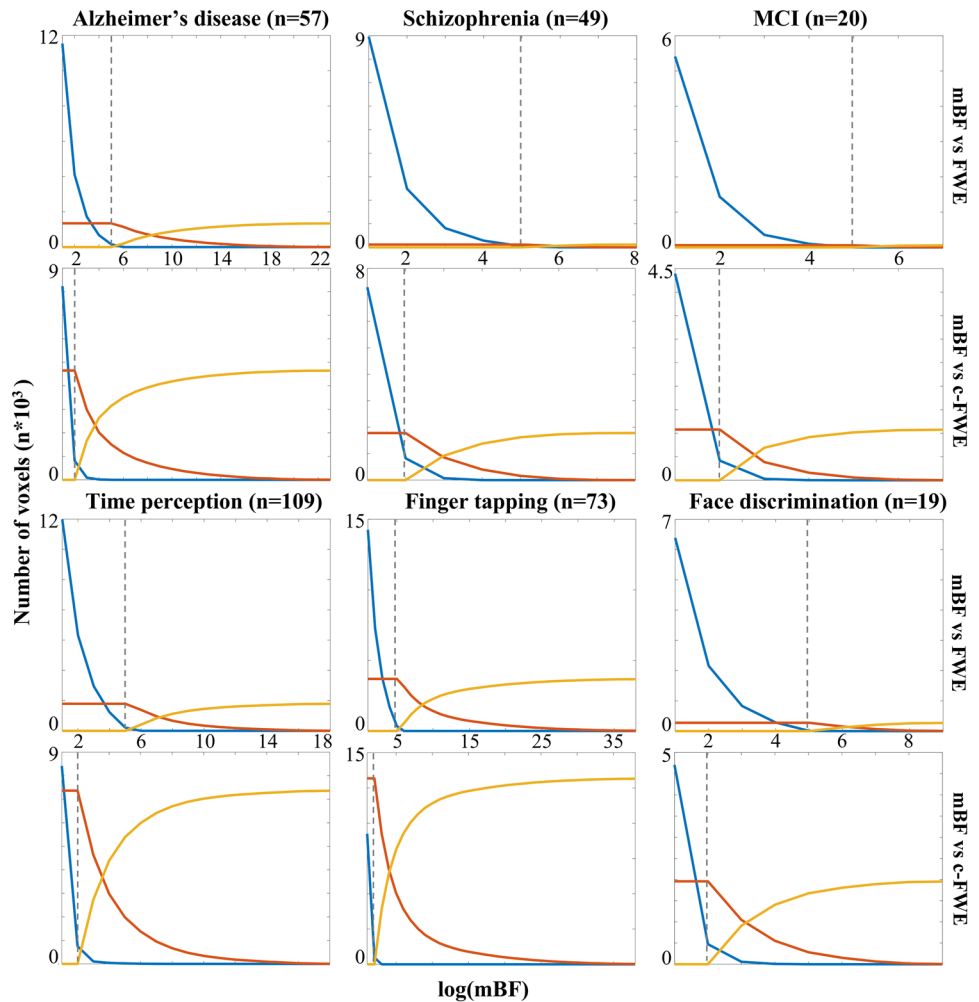 Alzheimer’s disease (n=57) Schizophrenia (n=49) MCI (n=20)
12 9 6
mBF vs FWE
0 0 0
2 6 10 14 18 22 2 4 6 8 2 4 6
9 8 4.5
mBF vs c-FWE
0 0 0
Number of voxels (n*10³)
Time perception (n=109) Finger tapping (n=73) Face discrimination (n=19)
12 15 7
mBF vs FWE
0 0 0
2 6 10 14 18 5 15 25 35 2 4 6 8
9 15 5
mBF vs c-FWE
0 0 0
log(mBF)